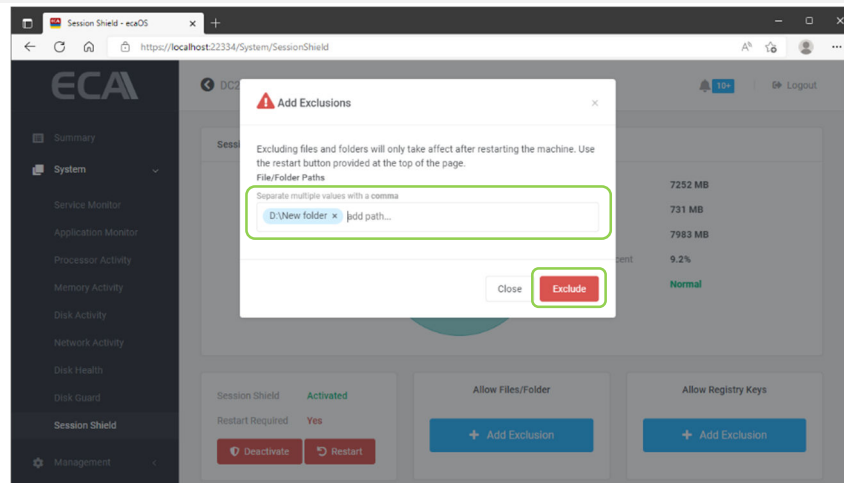 Session Shield - ecaOS
https://localhost:22334/System/SessionShield
ECA
DC2
10+
Logout
Summary
System
Service Monitor
Application Monitor
Processor Activity
Memory Activity
Disk Activity
Network Activity
Disk Health
Disk Guard
Session Shield
Management
Sessi
Add Exclusions
Excluding files and folders will only take affect after restarting the machine. Use
the restart button provided at the top of the page.
File/Folder Paths
Separate multiple values with a comma
D:\New folder × add path...
Close
Exclude
7252 MB
731 MB
7983 MB
cent 9.2%
Normal
Session Shield Activated
Restart Required Yes
Deactivate
Restart
Allow Files/Folder
+ Add Exclusion
Allow Registry Keys
+ Add Exclusion